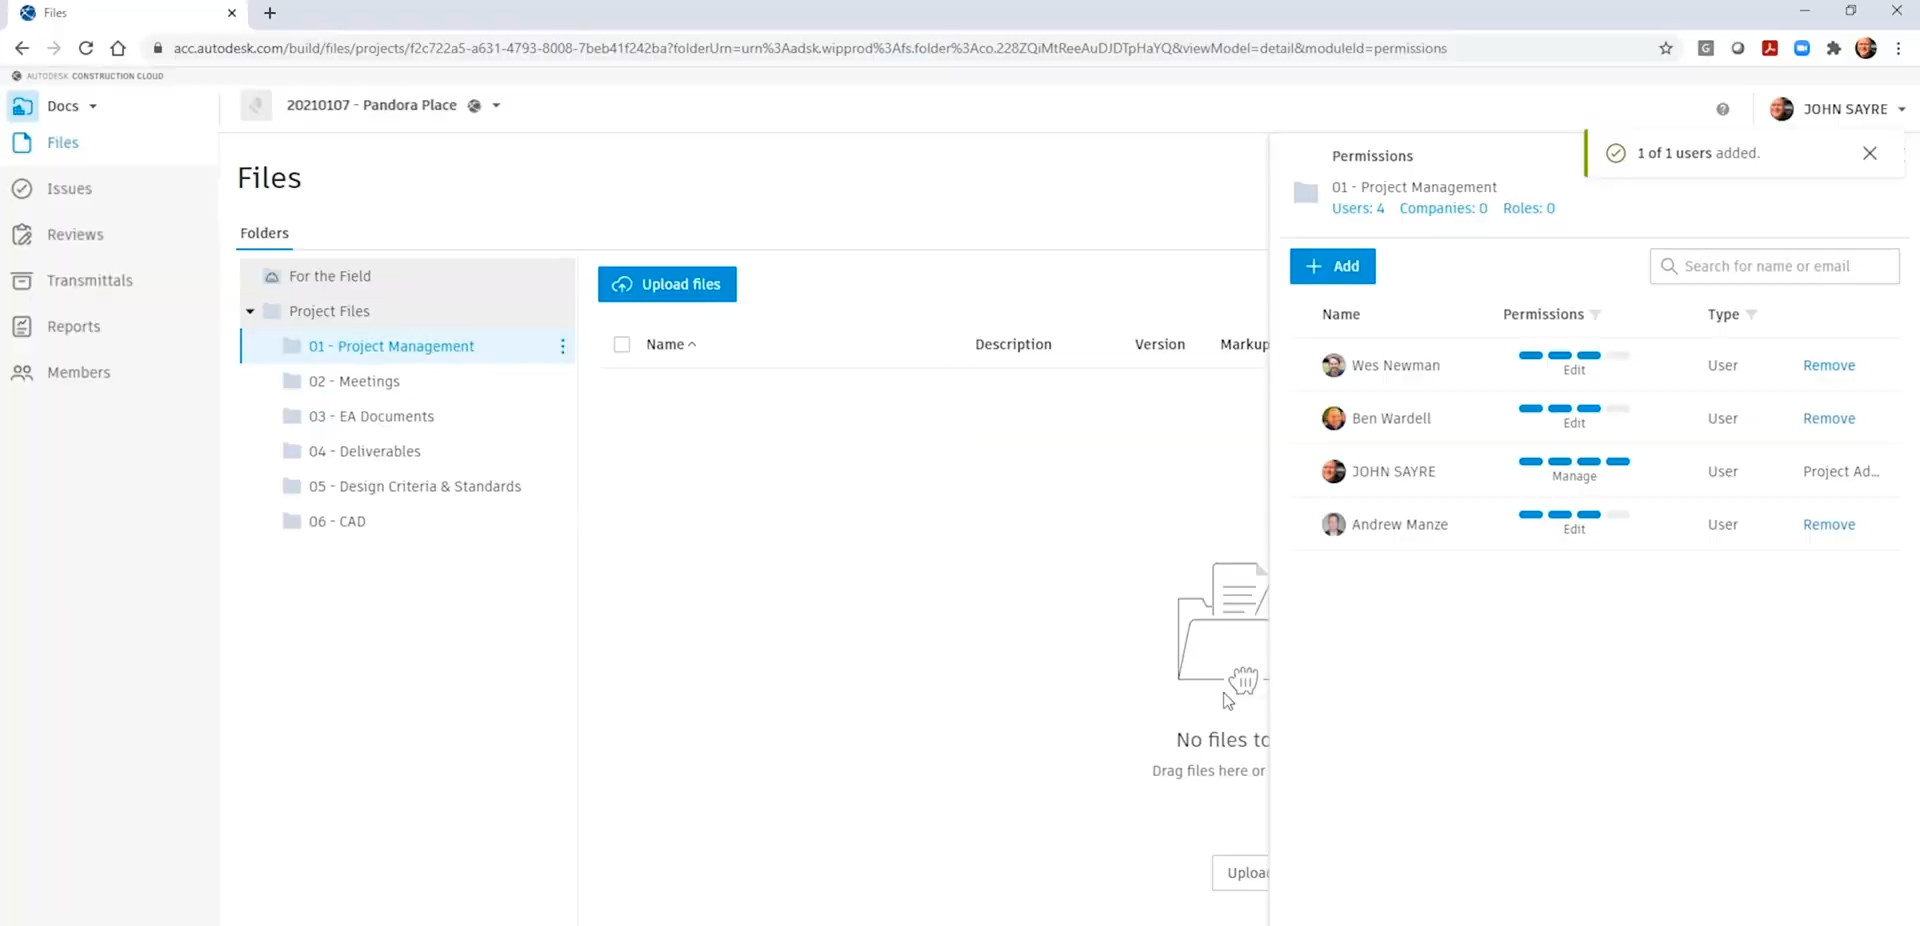 Files
acc.autodesk.com/build/files/projects/f2c722a5-a631-4793-8008-7beb41f242ba?folderUrn=urn%3Aadsk.wipprod%3Afs.folder%3Aco.228ZQiMtReeAuDJDTpHaYQ&viewModel=detail&moduleId=permissions
AUTODESK CONSTRUCTION CLOUD
Docs
20210107 - Pandora Place
JOHN SAYRE
Files
Issues
Reviews
Transmittals
Reports
Members
Files
Folders
For the Field
Project Files
01 - Project Management
02 - Meetings
03 - EA Documents
04 - Deliverables
05 - Design Criteria & Standards
06 - CAD
Upload files
Name Description Version Markup
No files to
Drag files here or
Uploa
Permissions
1 of 1 users added.
01 - Project Management
Users: 4 Companies: 0 Roles: 0
+ Add
Search for name or email
Name Permissions Type
Wes Newman Edit User Remove
Ben Wardell Edit User Remove
JOHN SAYRE Manage User Project Ad...
Andrew Manze Edit User Remove